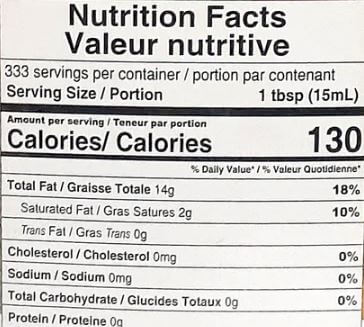 Nutrition Facts
Valeur nutritive
333 servings per container / portion par contenant
Serving Size / Portion 1 tbsp (15mL)
Amount per serving / Teneur par portion
Calories/ Calories 130
% Daily Value* / % Valeur Quotidienne*
Total Fat / Graisse Totale 14g 18%
Saturated Fat / Gras Satures 2g 10%
Trans Fat / Gras Trans 0g
Cholesterol / Cholesterol 0mg 0%
Sodium / Sodium 0mg 0%
Total Carbohydrate / Glucides Totaux 0g 0%
Protein / Proteine 0g